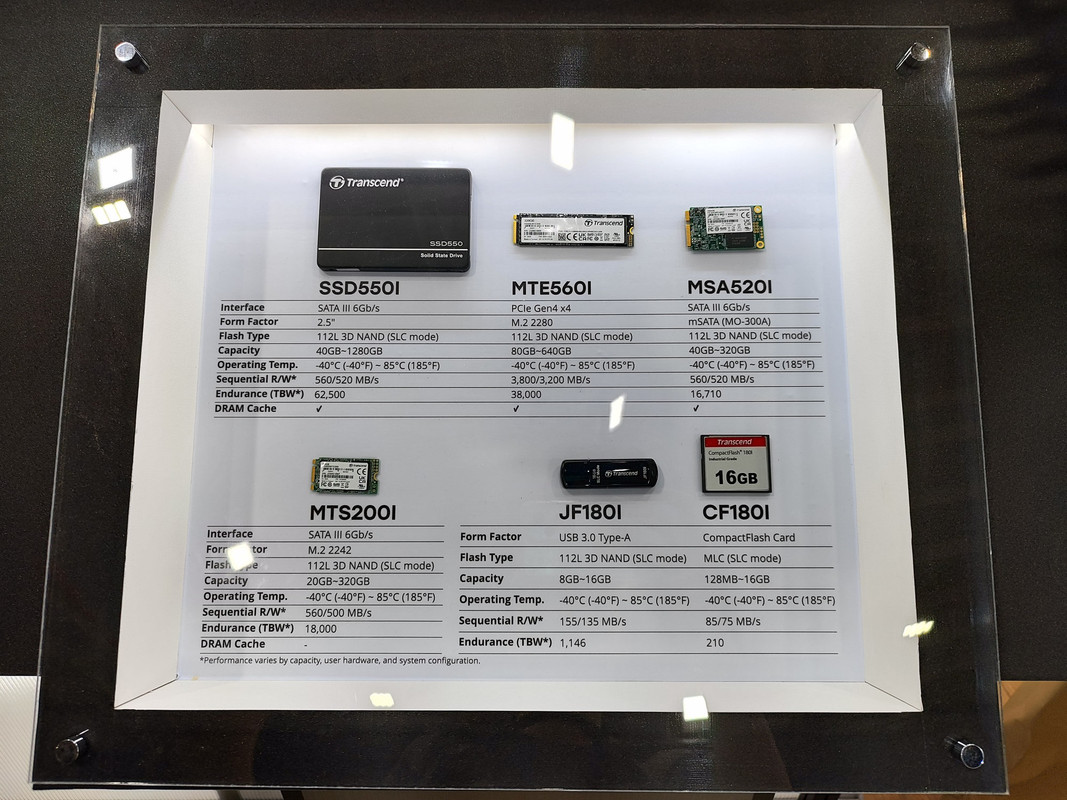 Transcend
SSD550
Solid State Drive
Transcend
Transcend
SSD550I MTE560I MSA520I
Interface SATA III 6Gb/s PCIe Gen4 x4 SATA III 6Gb/s
Form Factor 2.5" M.2 2280 mSATA (MO-300A)
Flash Type 112L 3D NAND (SLC mode) 112L 3D NAND (SLC mode) 112L 3D NAND (SLC mode)
Capacity 40GB~1280GB 80GB~640GB 40GB~320GB
Operating Temp. -40°C (-40°F) ~ 85°C (185°F) -40°C (-40°F) ~ 85°C (185°F) -40°C (-40°F) ~ 85°C (185°F)
Sequential R/W* 560/520 MB/s 3,800/3,200 MB/s 560/520 MB/s
Endurance (TBW*) 62,500 38,000 16,710
DRAM Cache ✓ ✓ ✓
Transcend
MTS200I
Interface SATA III 6Gb/s
Form Factor M.2 2242
Flash Type 112L 3D NAND (SLC mode)
Capacity 20GB~320GB
Operating Temp. -40°C (-40°F) ~ 85°C (185°F)
Sequential R/W* 560/500 MB/s
Endurance (TBW*) 18,000
DRAM Cache -
Transcend
Transcend
CompactFlash® 180I
Industrial Grade
16GB
JF180I CF180I
Form Factor USB 3.0 Type-A CompactFlash Card
Flash Type 112L 3D NAND (SLC mode) MLC (SLC mode)
Capacity 8GB~16GB 128MB~16GB
Operating Temp. -40°C (-40°F) ~ 85°C (185°F) -40°C (-40°F) ~ 85°C (185°F)
Sequential R/W* 155/135 MB/s 85/75 MB/s
Endurance (TBW*) 1,146 210
*Performance varies by capacity, user hardware, and system configuration.